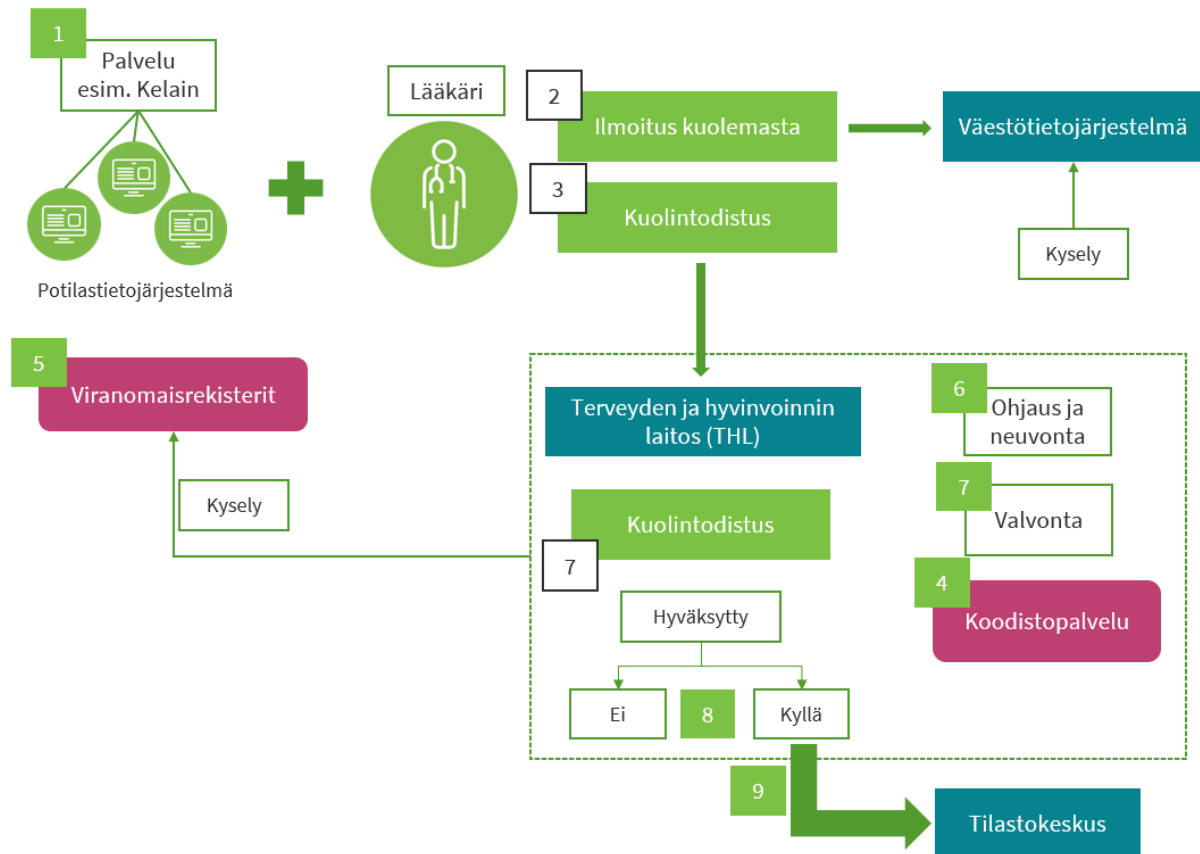 1
Palvelu
esim. Kelain
Potilastietojärjestelmä
Lääkäri
2
Ilmoitus kuolemasta
3
Kuolintodistus
Väestötietojärjestelmä
Kysely
5
Viranomaisrekisterit
Kysely
Terveyden ja hyvinvoinnin
laitos (THL)
Kuolintodistus
7
Hyväksytty
Ei
8
Kyllä
6
Ohjaus ja
neuvonta
7
Valvonta
4
Koodistopalvelu
9
Tilastokeskus